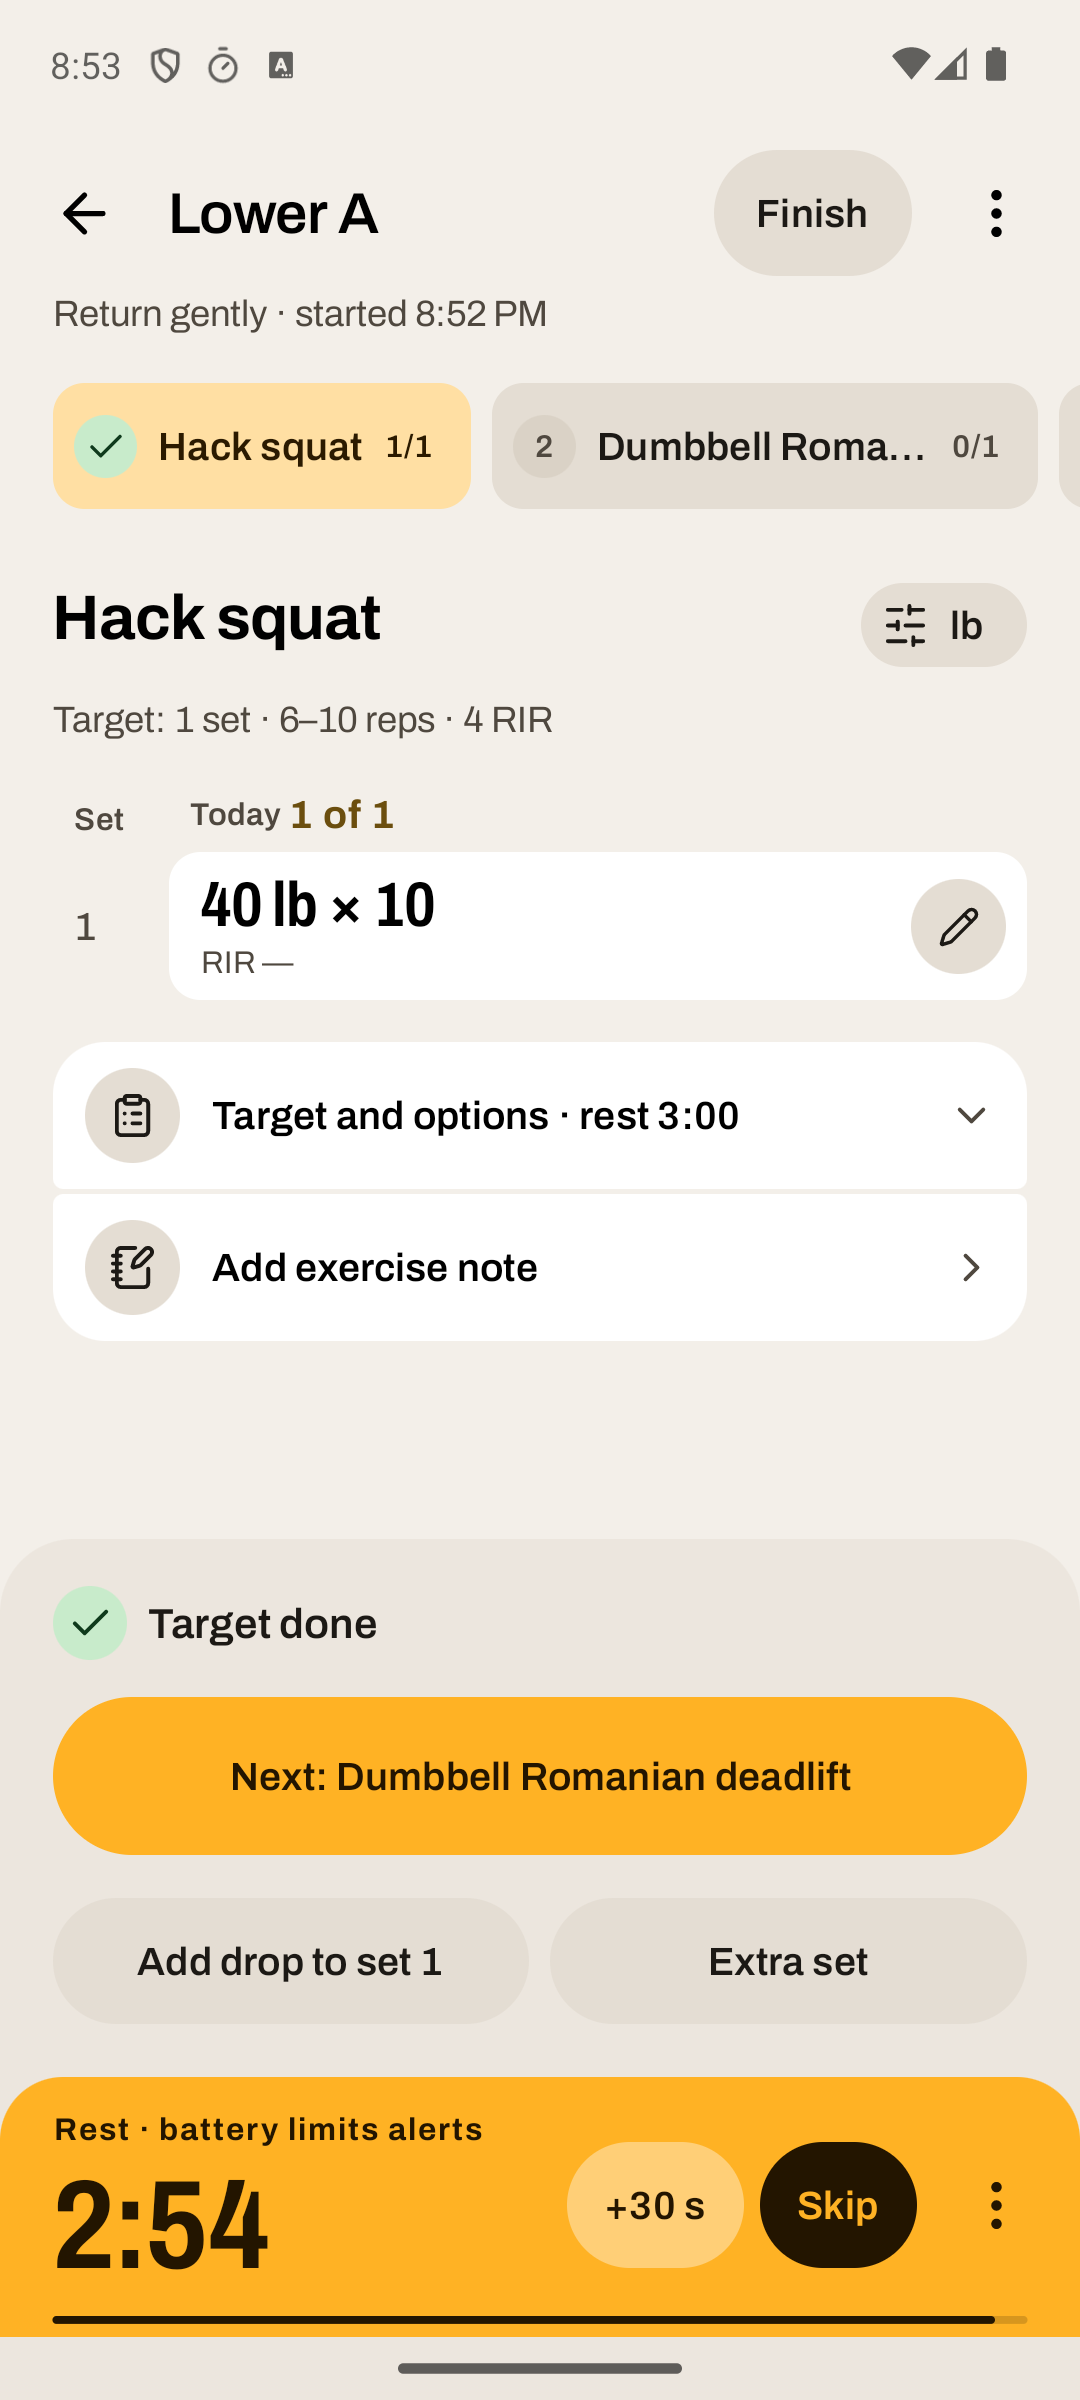 8:53
Lower A
Finish
Return gently · started 8:52 PM
Hack squat 1/1
2 Dumbbell Roma... 0/1
Hack squat
lb
Target: 1 set · 6–10 reps · 4 RIR
Set
Today 1 of 1
1
40 lb × 10
RIR —
Target and options · rest 3:00
Add exercise note
Target done
Next: Dumbbell Romanian deadlift
Add drop to set 1
Extra set
Rest · battery limits alerts
2:54
+30 s
Skip